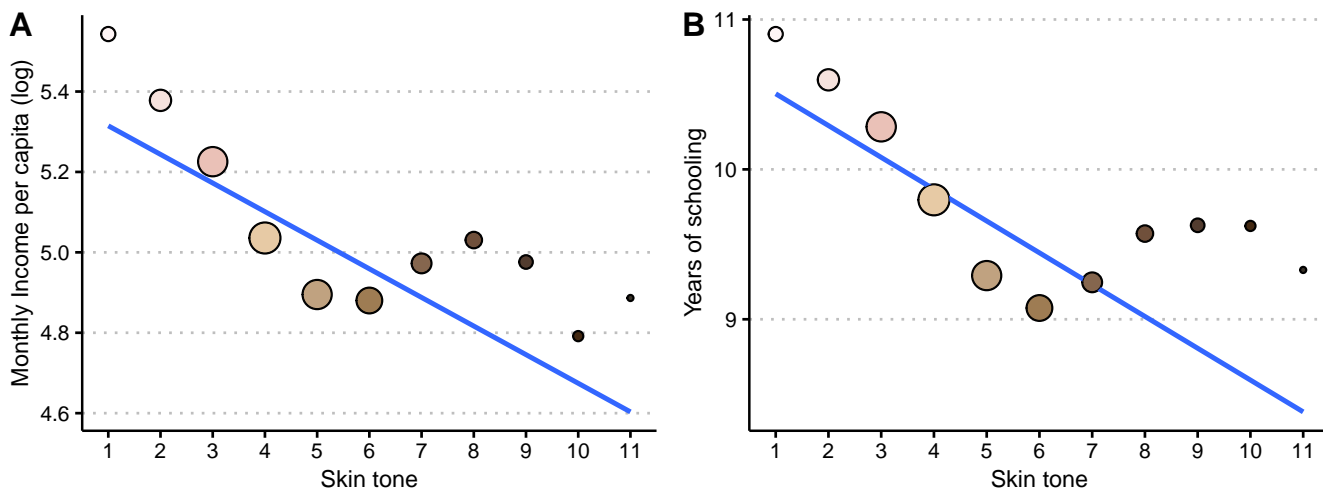 A
Monthly Income per capita (log)
5.4
5.2
5.0
4.8
4.6
1 2 3 4 5 6 7 8 9 10 11
Skin tone
B
Years of schooling
11
10
9
1 2 3 4 5 6 7 8 9 10 11
Skin tone